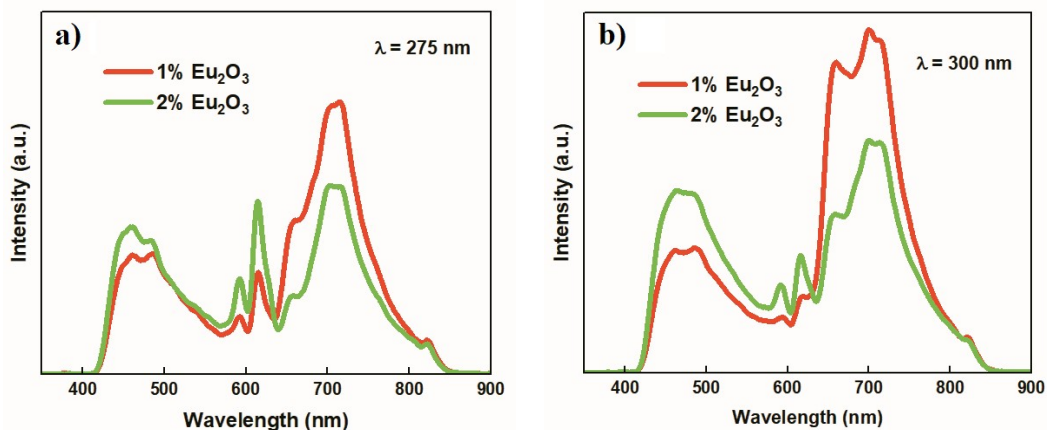 a)
λ = 275 nm
1% Eu₂O₃
2% Eu₂O₃
Intensity (a.u.)
400 500 600 700 800 900
Wavelength (nm)
b)
λ = 300 nm
1% Eu₂O₃
2% Eu₂O₃
Intensity (a.u.)
400 500 600 700 800 900
Wavelength (nm)